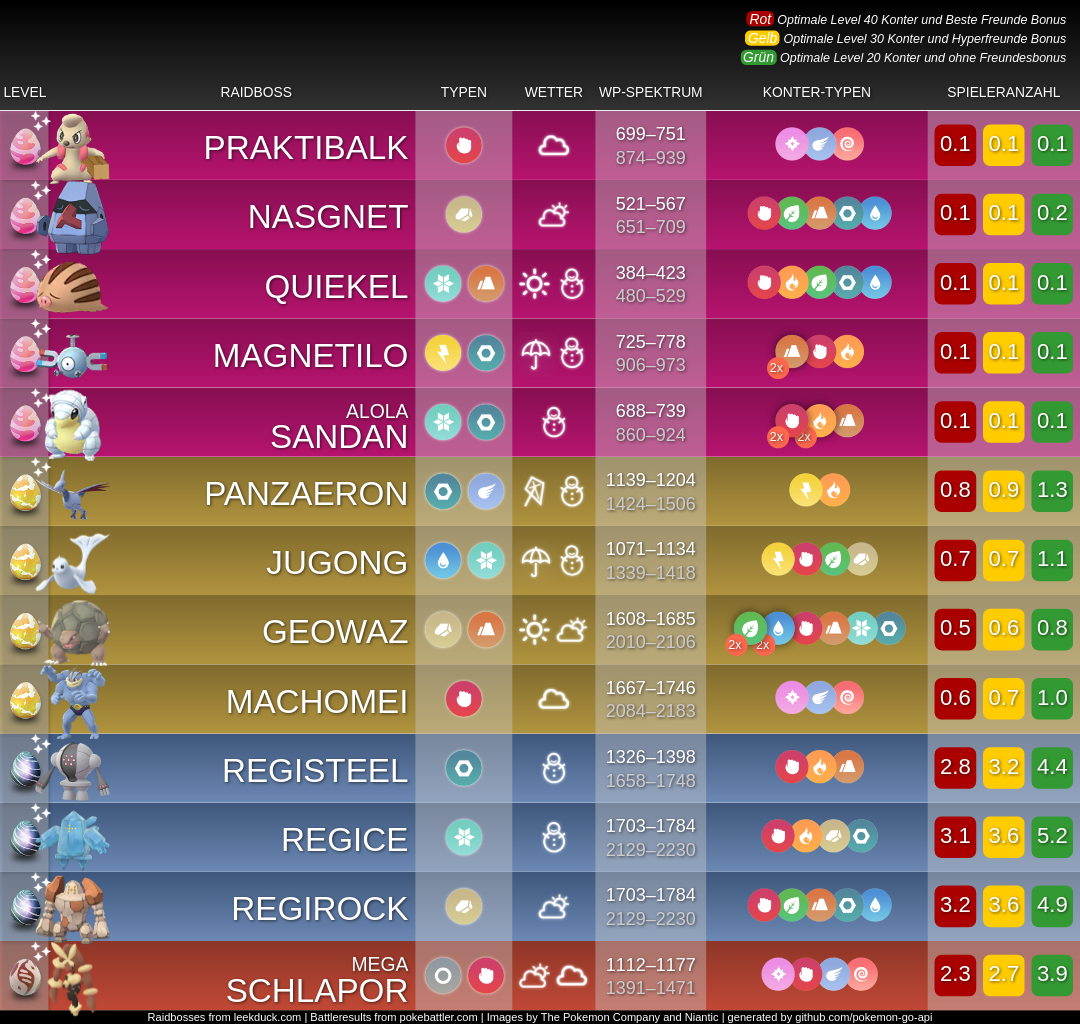 Rot Optimale Level 40 Konter und Beste Freunde Bonus
Gelb Optimale Level 30 Konter und Hyperfreunde Bonus
Grün Optimale Level 20 Konter und ohne Freundesbonus
LEVEL RAIDBOSS TYPEN WETTER WP-SPEKTRUM KONTER-TYPEN SPIELERANZAHL
PRAKTIBALK 699–751 0.1 0.1 0.1
874–939
NASGNET 521–567 0.1 0.1 0.2
651–709
QUIEKEL 384–423 0.1 0.1 0.1
480–529
MAGNETILO 725–778 0.1 0.1 0.1
906–973
2x
ALOLA
SANDAN 688–739 0.1 0.1 0.1
860–924
2x 2x
PANZAERON 1139–1204 0.8 0.9 1.3
1424–1506
JUGONG 1071–1134 0.7 0.7 1.1
1339–1418
GEOWAZ 1608–1685 0.5 0.6 0.8
2010–2106
2x 2x
MACHOMEI 1667–1746 0.6 0.7 1.0
2084–2183
REGISTEEL 1326–1398 2.8 3.2 4.4
1658–1748
REGICE 1703–1784 3.1 3.6 5.2
2129–2230
REGIROCK 1703–1784 3.2 3.6 4.9
2129–2230
MEGA
SCHLAPOR 1112–1177 2.3 2.7 3.9
1391–1471
Raidbosses from leekduck.com | Battleresults from pokebattler.com | Images by The Pokemon Company and Niantic | generated by github.com/pokemon-go-api